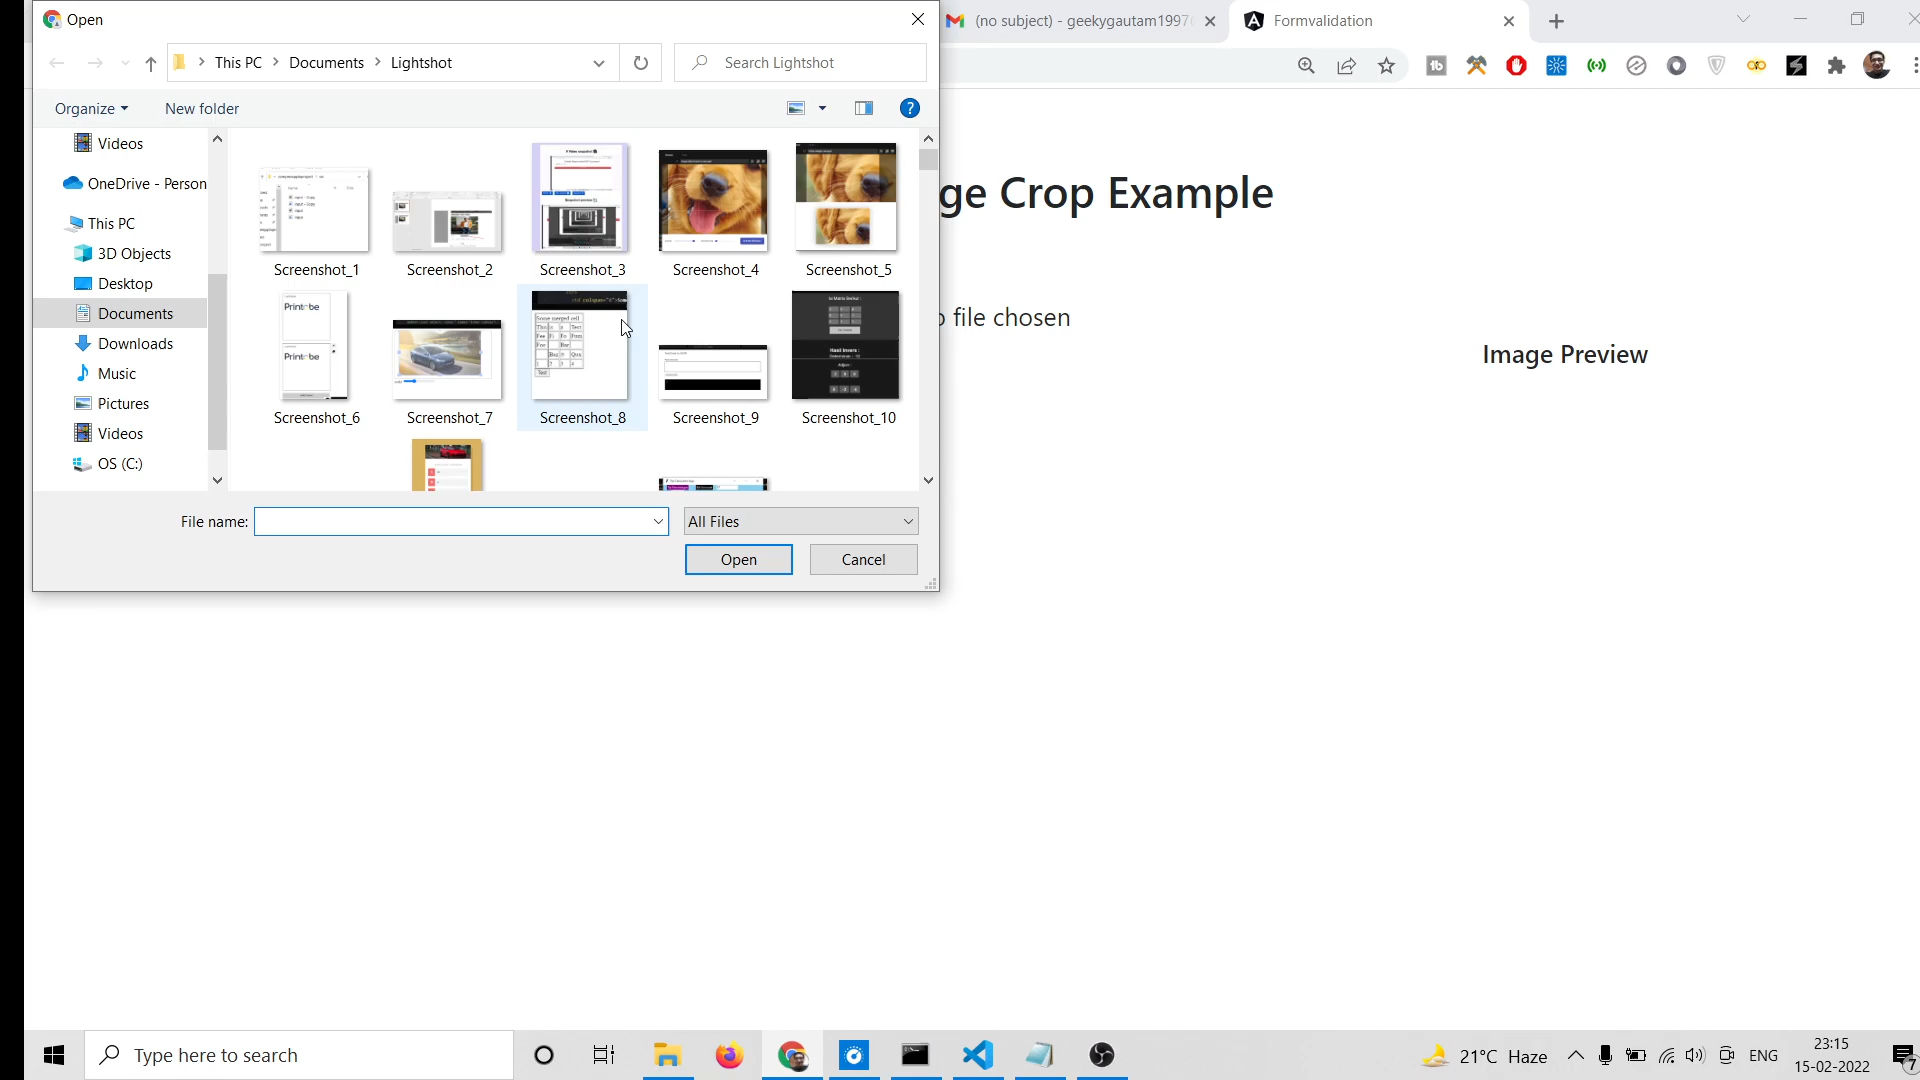 Open
(no subject) - geekygautam1997
Formvalidation
This PC
Documents
Lightshot
Search Lightshot
Organize
New folder
Videos
OneDrive - Person
This PC
3D Objects
Desktop
Documents
Downloads
Music
Pictures
Videos
OS (C:)
Screenshot_1
Screenshot_2
Screenshot_3
Screenshot_4
Screenshot_5
Screenshot_6
Screenshot_7
Screenshot_8
Screenshot_9
Screenshot_10
File name:
All Files
Open
Cancel
ge Crop Example
file chosen
Image Preview
Type here to search
21°C Haze
ENG
23:15
15-02-2022
7